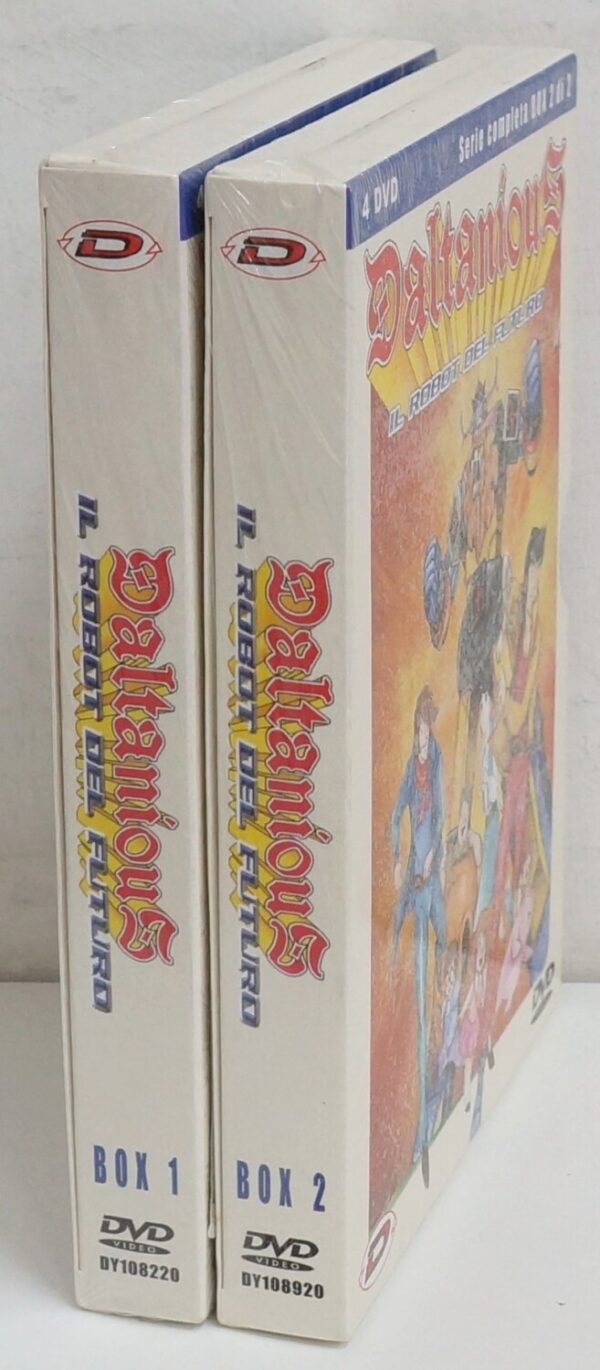 D
Daltanious
IL ROBOT DEL FUTURO
BOX 1
DVD
VIDEO
DY108220
D
Daltanious
IL ROBOT DEL FUTURO
BOX 2
DVD
VIDEO
DY108920
4 DVD
Serie completa BOX 2 di 2
Daltanious
IL ROBOT DEL FUTURO
DVD
D